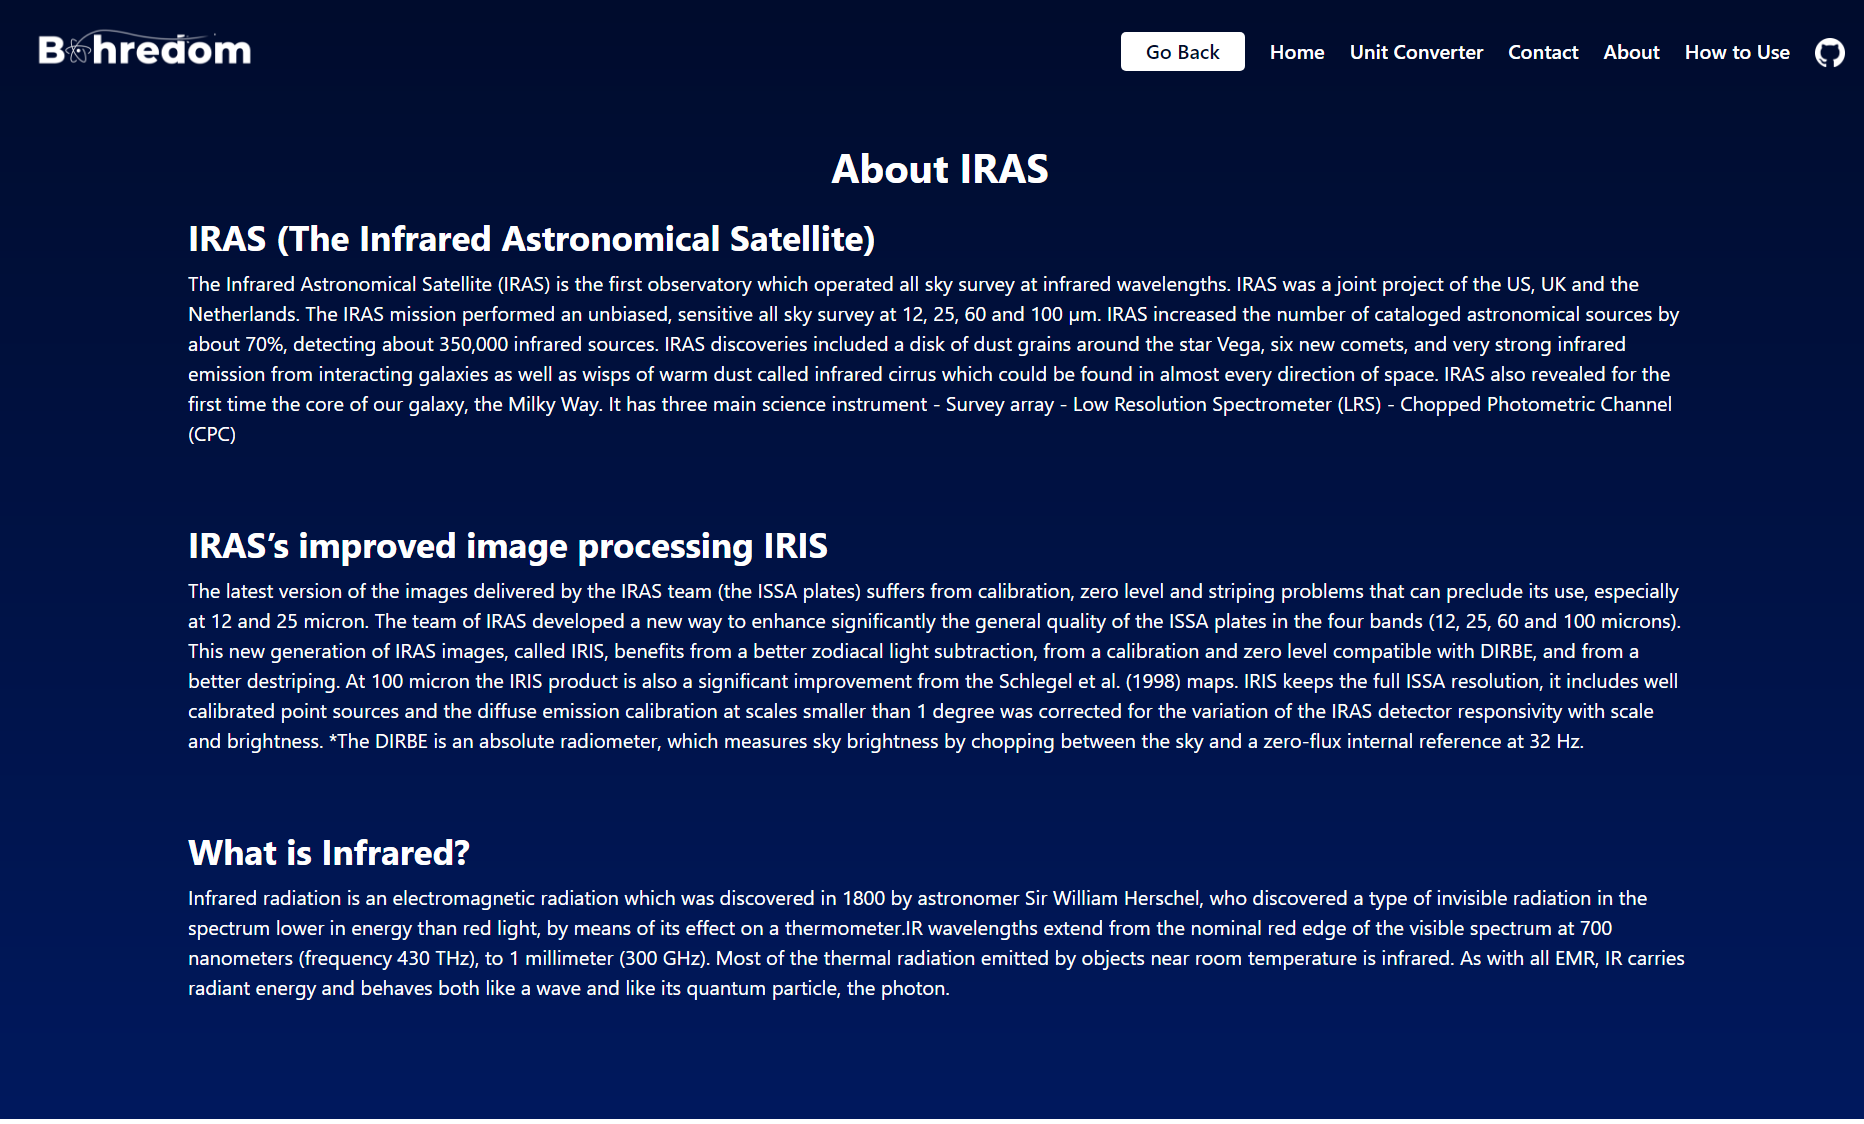 Bohredom
Go Back
Home
Unit Converter
Contact
About
How to Use
About IRAS
IRAS (The Infrared Astronomical Satellite)
The Infrared Astronomical Satellite (IRAS) is the first observatory which operated all sky survey at infrared wavelengths. IRAS was a joint project of the US, UK and the
Netherlands. The IRAS mission performed an unbiased, sensitive all sky survey at 12, 25, 60 and 100 µm. IRAS increased the number of cataloged astronomical sources by
about 70%, detecting about 350,000 infrared sources. IRAS discoveries included a disk of dust grains around the star Vega, six new comets, and very strong infrared
emission from interacting galaxies as well as wisps of warm dust called infrared cirrus which could be found in almost every direction of space. IRAS also revealed for the
first time the core of our galaxy, the Milky Way. It has three main science instrument - Survey array - Low Resolution Spectrometer (LRS) - Chopped Photometric Channel
(CPC)
IRAS’s improved image processing IRIS
The latest version of the images delivered by the IRAS team (the ISSA plates) suffers from calibration, zero level and striping problems that can preclude its use, especially
at 12 and 25 micron. The team of IRAS developed a new way to enhance significantly the general quality of the ISSA plates in the four bands (12, 25, 60 and 100 microns).
This new generation of IRAS images, called IRIS, benefits from a better zodiacal light subtraction, from a calibration and zero level compatible with DIRBE, and from a
better destriping. At 100 micron the IRIS product is also a significant improvement from the Schlegel et al. (1998) maps. IRIS keeps the full ISSA resolution, it includes well
calibrated point sources and the diffuse emission calibration at scales smaller than 1 degree was corrected for the variation of the IRAS detector responsivity with scale
and brightness. *The DIRBE is an absolute radiometer, which measures sky brightness by chopping between the sky and a zero-flux internal reference at 32 Hz.
What is Infrared?
Infrared radiation is an electromagnetic radiation which was discovered in 1800 by astronomer Sir William Herschel, who discovered a type of invisible radiation in the
spectrum lower in energy than red light, by means of its effect on a thermometer.IR wavelengths extend from the nominal red edge of the visible spectrum at 700
nanometers (frequency 430 THz), to 1 millimeter (300 GHz). Most of the thermal radiation emitted by objects near room temperature is infrared. As with all EMR, IR carries
radiant energy and behaves both like a wave and like its quantum particle, the photon.